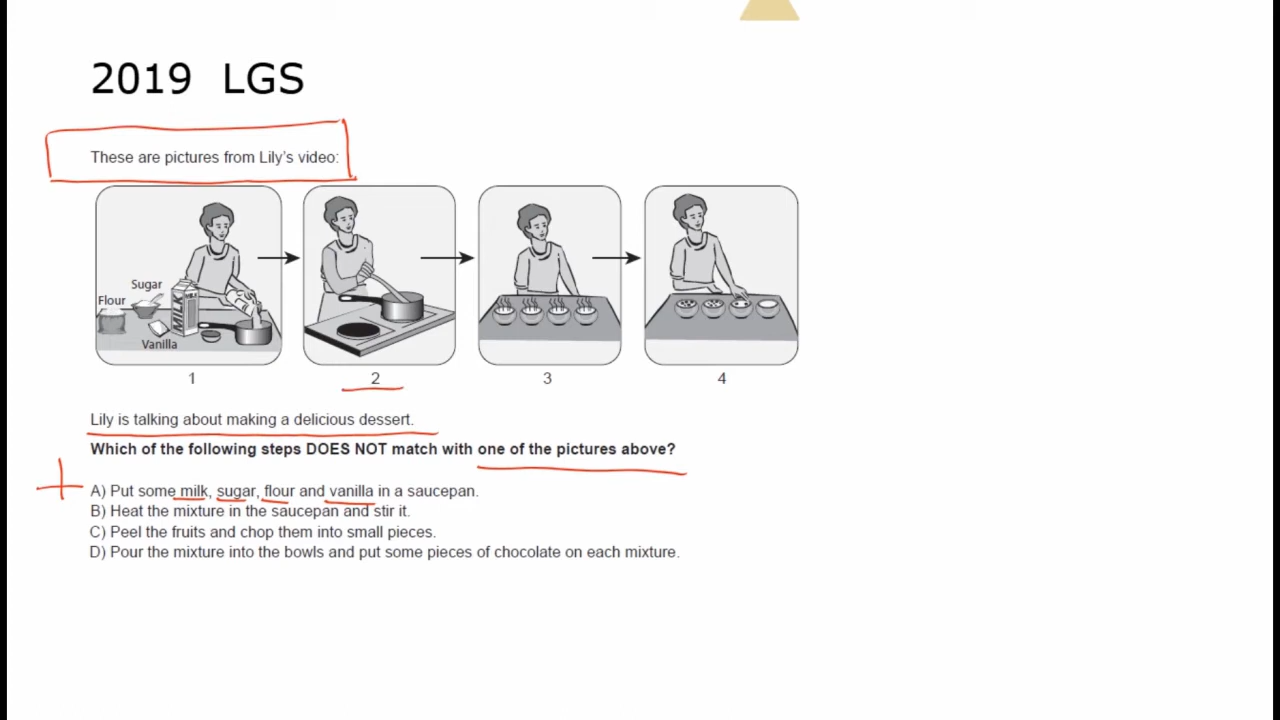 2019 LGS
These are pictures from Lily's video:
Sugar
Flour
MILK
MILK
Vanilla
1
2
3
4
Lily is talking about making a delicious dessert.
Which of the following steps DOES NOT match with one of the pictures above?
A) Put some milk, sugar, flour and vanilla in a saucepan.
B) Heat the mixture in the saucepan and stir it.
C) Peel the fruits and chop them into small pieces.
D) Pour the mixture into the bowls and put some pieces of chocolate on each mixture.